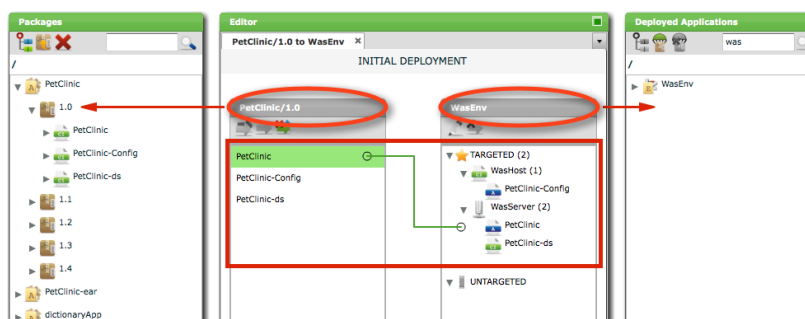 Packages
/
PetClinic
1.0
PetClinic
PetClinic-Config
PetClinic-ds
1.1
1.2
1.3
1.4
PetClinic-ear
dictionaryApp
Editor
PetClinic/1.0 to WasEnv
INITIAL DEPLOYMENT
PetClinic/1.0
PetClinic
PetClinic-Config
PetClinic-ds
WasEnv
TARGETED (2)
WasHost (1)
PetClinic-Config
WasServer (2)
PetClinic
PetClinic-ds
UNTARGETED
Deployed Applications
was
/
WasEnv